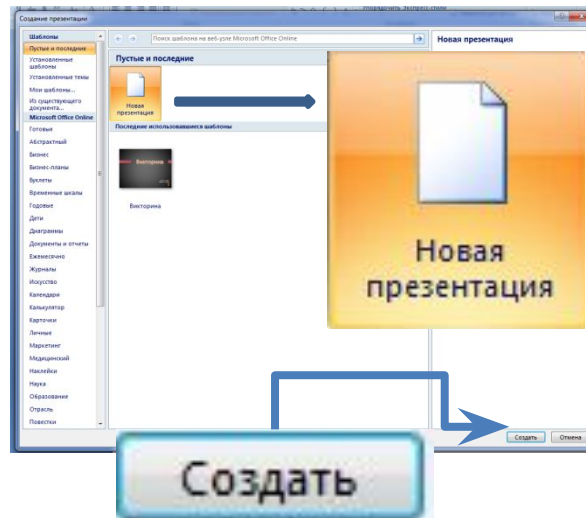 Создание презентации
Шаблоны
Пустые и последние
Установленные
шаблоны
Установленные темы
Мои шаблоны...
Из существующего
документа...
Microsoft Office Online
Готовые
Абстрактный
Бизнес
Бизнес-планы
Буклеты
Временные шкалы
Годовые
Дети
Диаграммы
Документы и отчеты
Ежемесячно
Журналы
Искусство
Календари
Калькулятор
Карточки
Личные
Маркетинг
Медицинский
Наклейки
Наука
Образование
Отрасль
Повестки
Поиск шаблона на веб-узле Microsoft Office Online
Пустые и последние
Новая
презентация
Последние использовавшиеся шаблоны
Викторина
Викторина
Новая презентация
Новая
презентация
Создать
Отмена
Создать